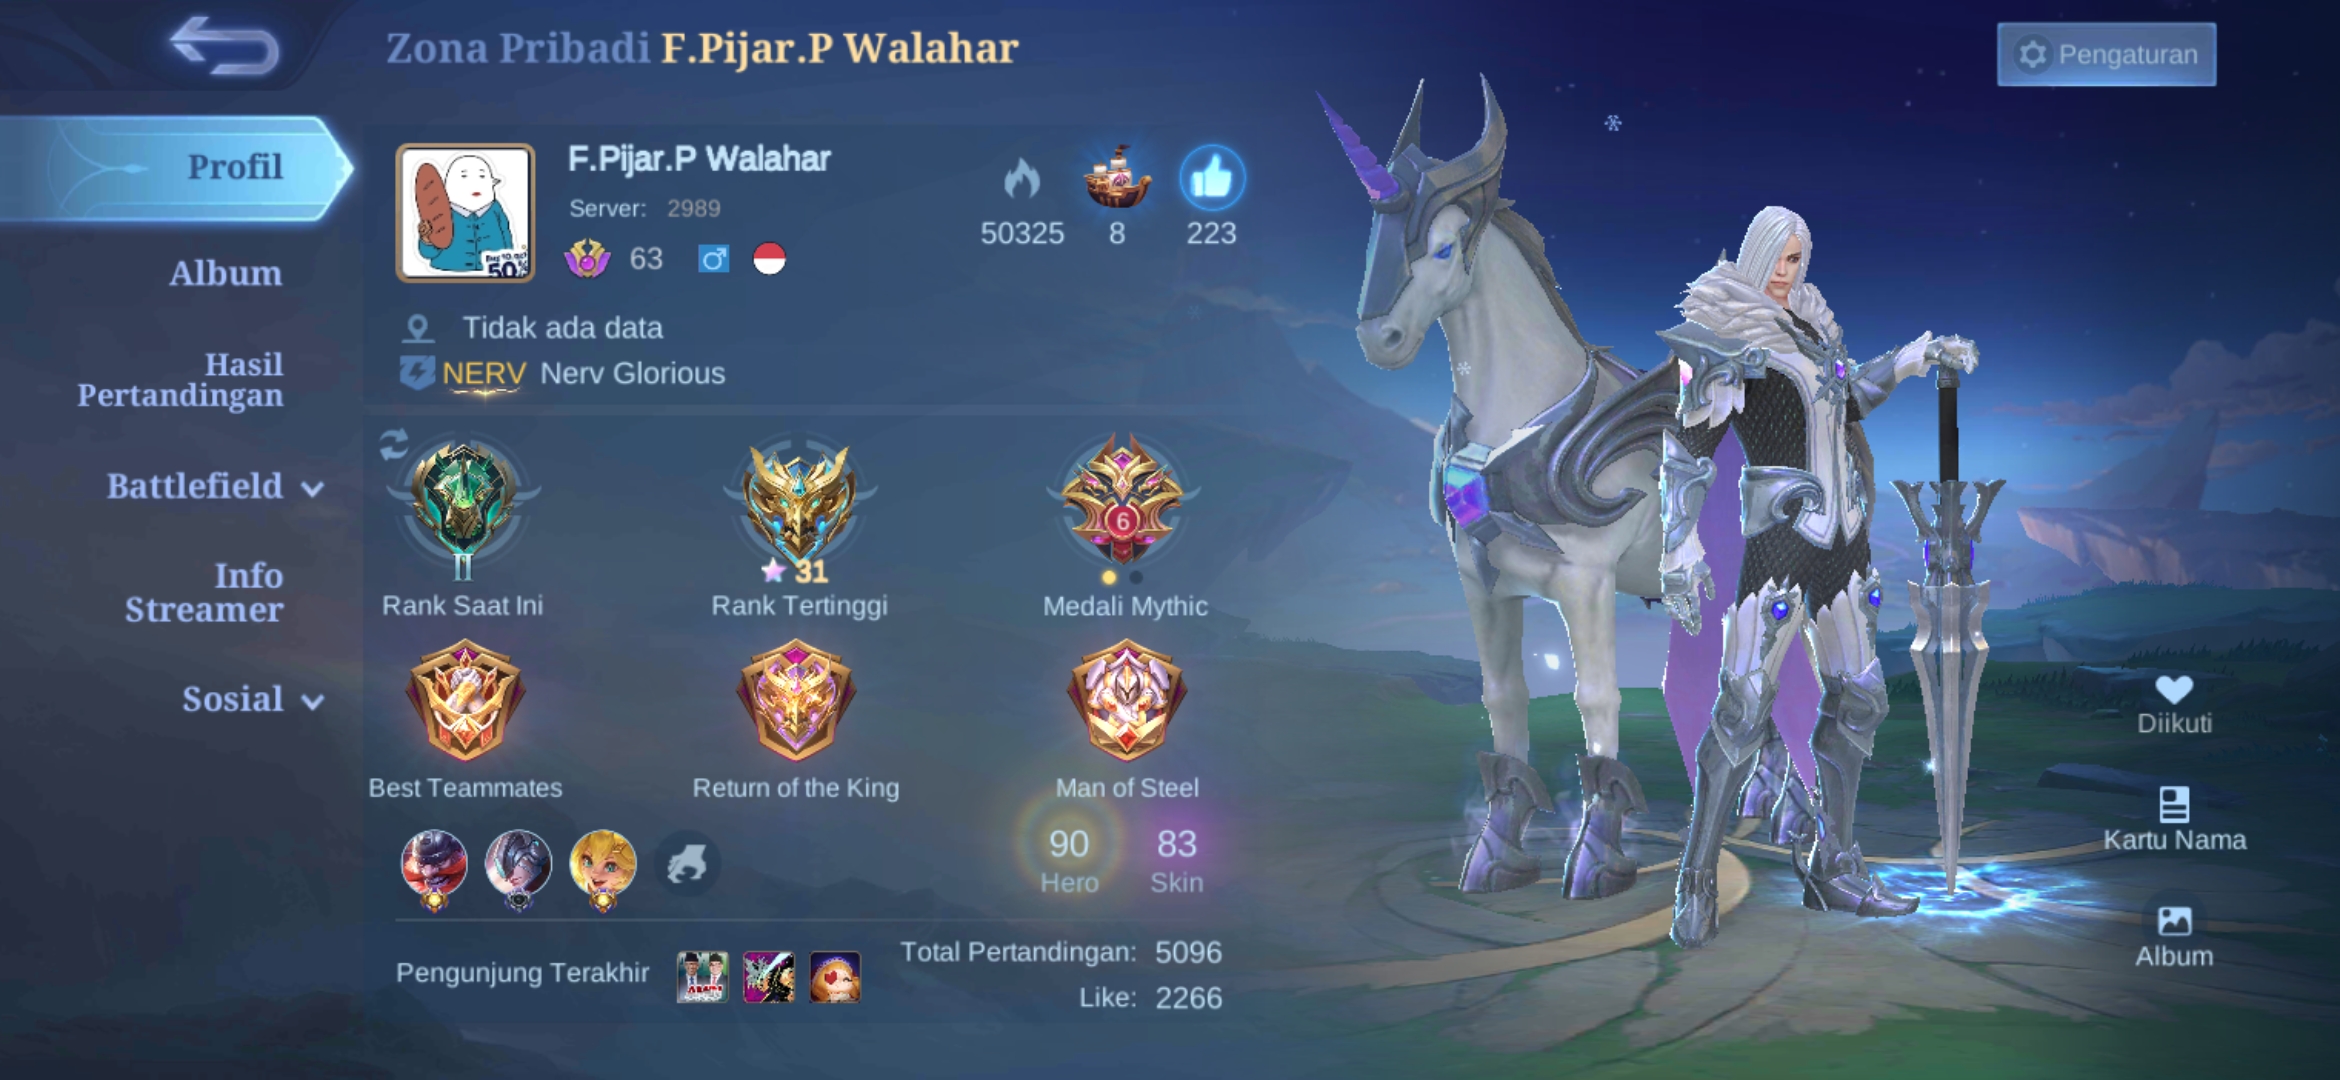 Zona Pribadi F.Pijar.P Walahar
Pengaturan
Profil
Album
Hasil
Pertandingan
Battlefield
Info
Streamer
Sosial
50%
F.Pijar.P Walahar
Server: 2989
63
50325
8
223
Tidak ada data
NERV Nerv Glorious
II
Rank Saat Ini
31
Rank Tertinggi
6
Medali Mythic
Best Teammates
Return of the King
Man of Steel
90
Hero
83
Skin
Pengunjung Terakhir
Total Pertandingan: 5096
Like: 2266
Diikuti
Kartu Nama
Album